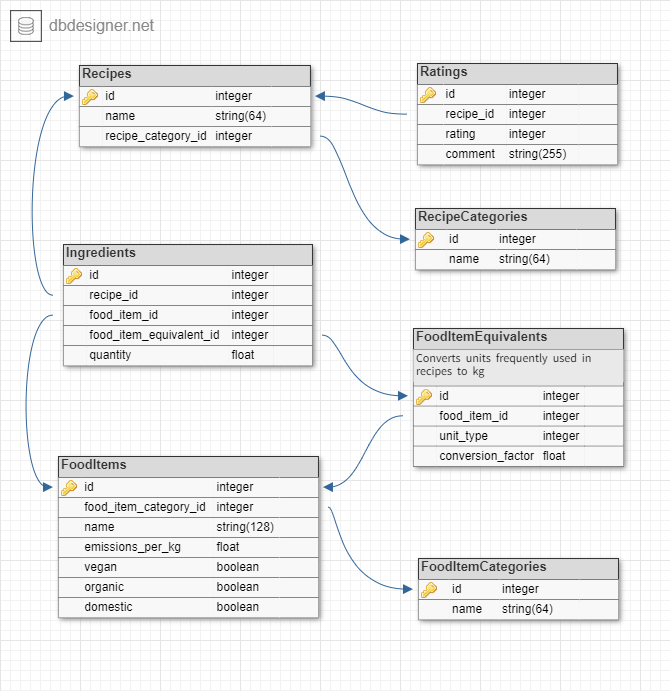 dbdesigner.net
Recipes
id integer
name string(64)
recipe_category_id integer
Ratings
id integer
recipe_id integer
rating integer
comment string(255)
RecipeCategories
id integer
name string(64)
Ingredients
id integer
recipe_id integer
food_item_id integer
food_item_equivalent_id integer
quantity float
FoodItemEquivalents
Converts units frequently used in
recipes to kg
id integer
food_item_id integer
unit_type integer
conversion_factor float
FoodItems
id integer
food_item_category_id integer
name string(128)
emissions_per_kg float
vegan boolean
organic boolean
domestic boolean
FoodItemCategories
id integer
name string(64)